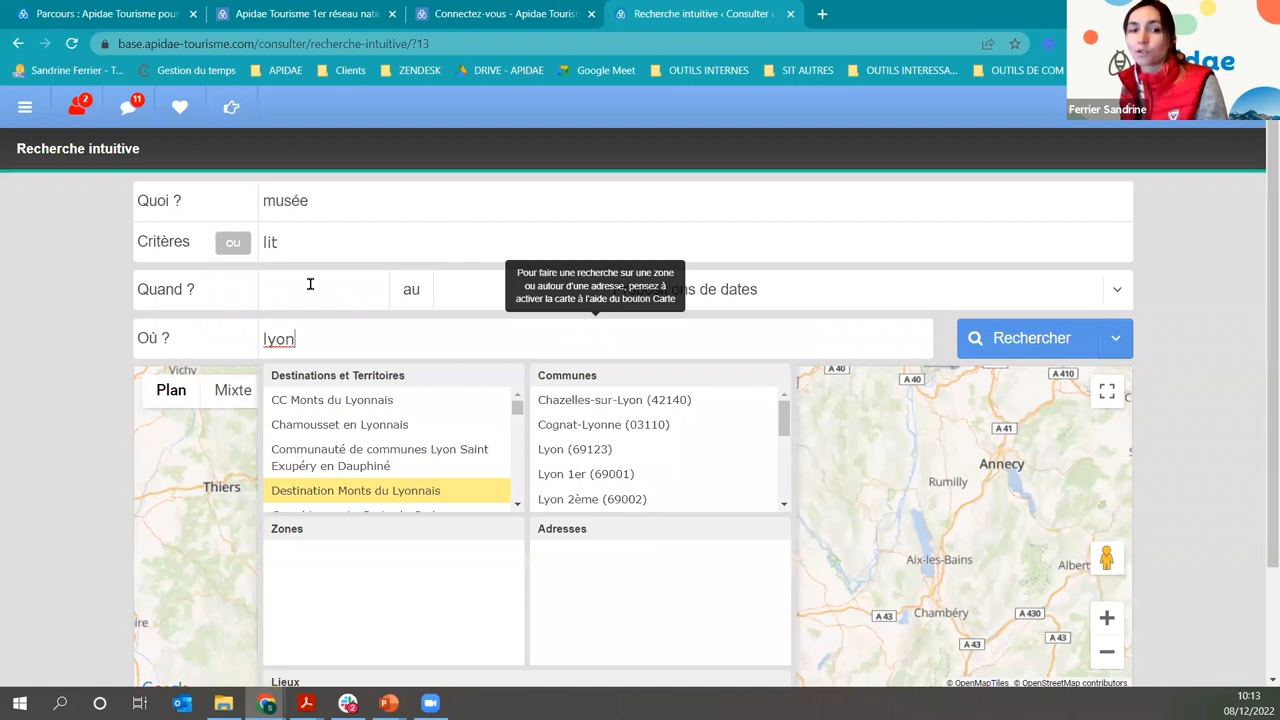 Parcours : Apidae Tourisme pour
Apidae Tourisme 1er réseau nati
Connectez-vous - Apidae Tourism
Recherche intuitive ‹ Consulter ‹
base.apidae-tourisme.com/consulter/recherche-intuitive/?13
Sandrine Ferrier - T...
Gestion du temps
APIDAE
Clients
ZENDESK
DRIVE - APIDAE
Google Meet
OUTILS INTERNES
SIT AUTRES
OUTILS INTERESSA...
OUTILS DE COM
Ferrier Sandrine
2
11
Recherche intuitive
Quoi ?
musée
Critères
OU
lit
Pour faire une recherche sur une zone
ou autour d'une adresse, pensez à
activer la carte à l'aide du bouton Carte
Quand ?
au
s de dates
Où ?
lyon
Rechercher
Vichy
Plan
Mixte
Thiers
Destinations et Territoires
CC Monts du Lyonnais
Chamousset en Lyonnais
Communauté de communes Lyon Saint
Exupéry en Dauphiné
Destination Monts du Lyonnais
Communes
Chazelles-sur-Lyon (42140)
Cognat-Lyonne (03110)
Lyon (69123)
Lyon 1er (69001)
Lyon 2ème (69002)
Zones
Adresses
Lieux
A 40
A 40
A 410
A 41
Annecy
Rumilly
Aix-les-Bains
Albert
Chambéry
A 43
A 430
A 43
A 43
ire
© OpenMapTiles © OpenStreetMap contributors
10:13
08/12/2022